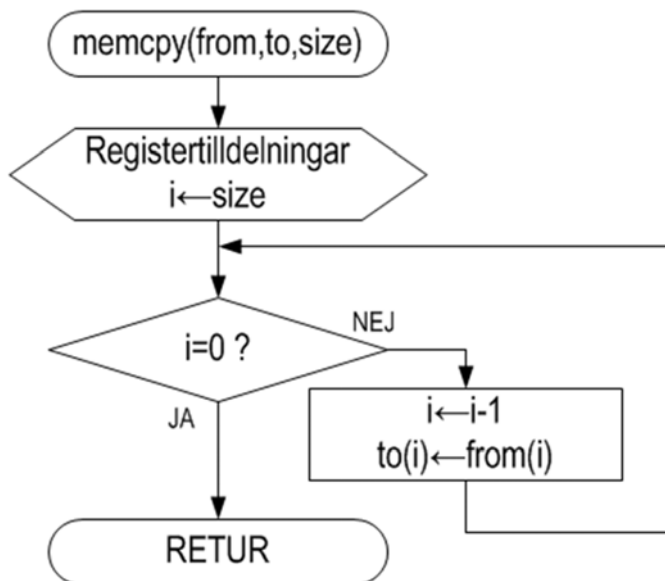 memcpy(from,to,size)
Registertilldelningar
i←size
i=0 ?
NEJ
JA
i←i-1
to(i)←from(i)
RETUR